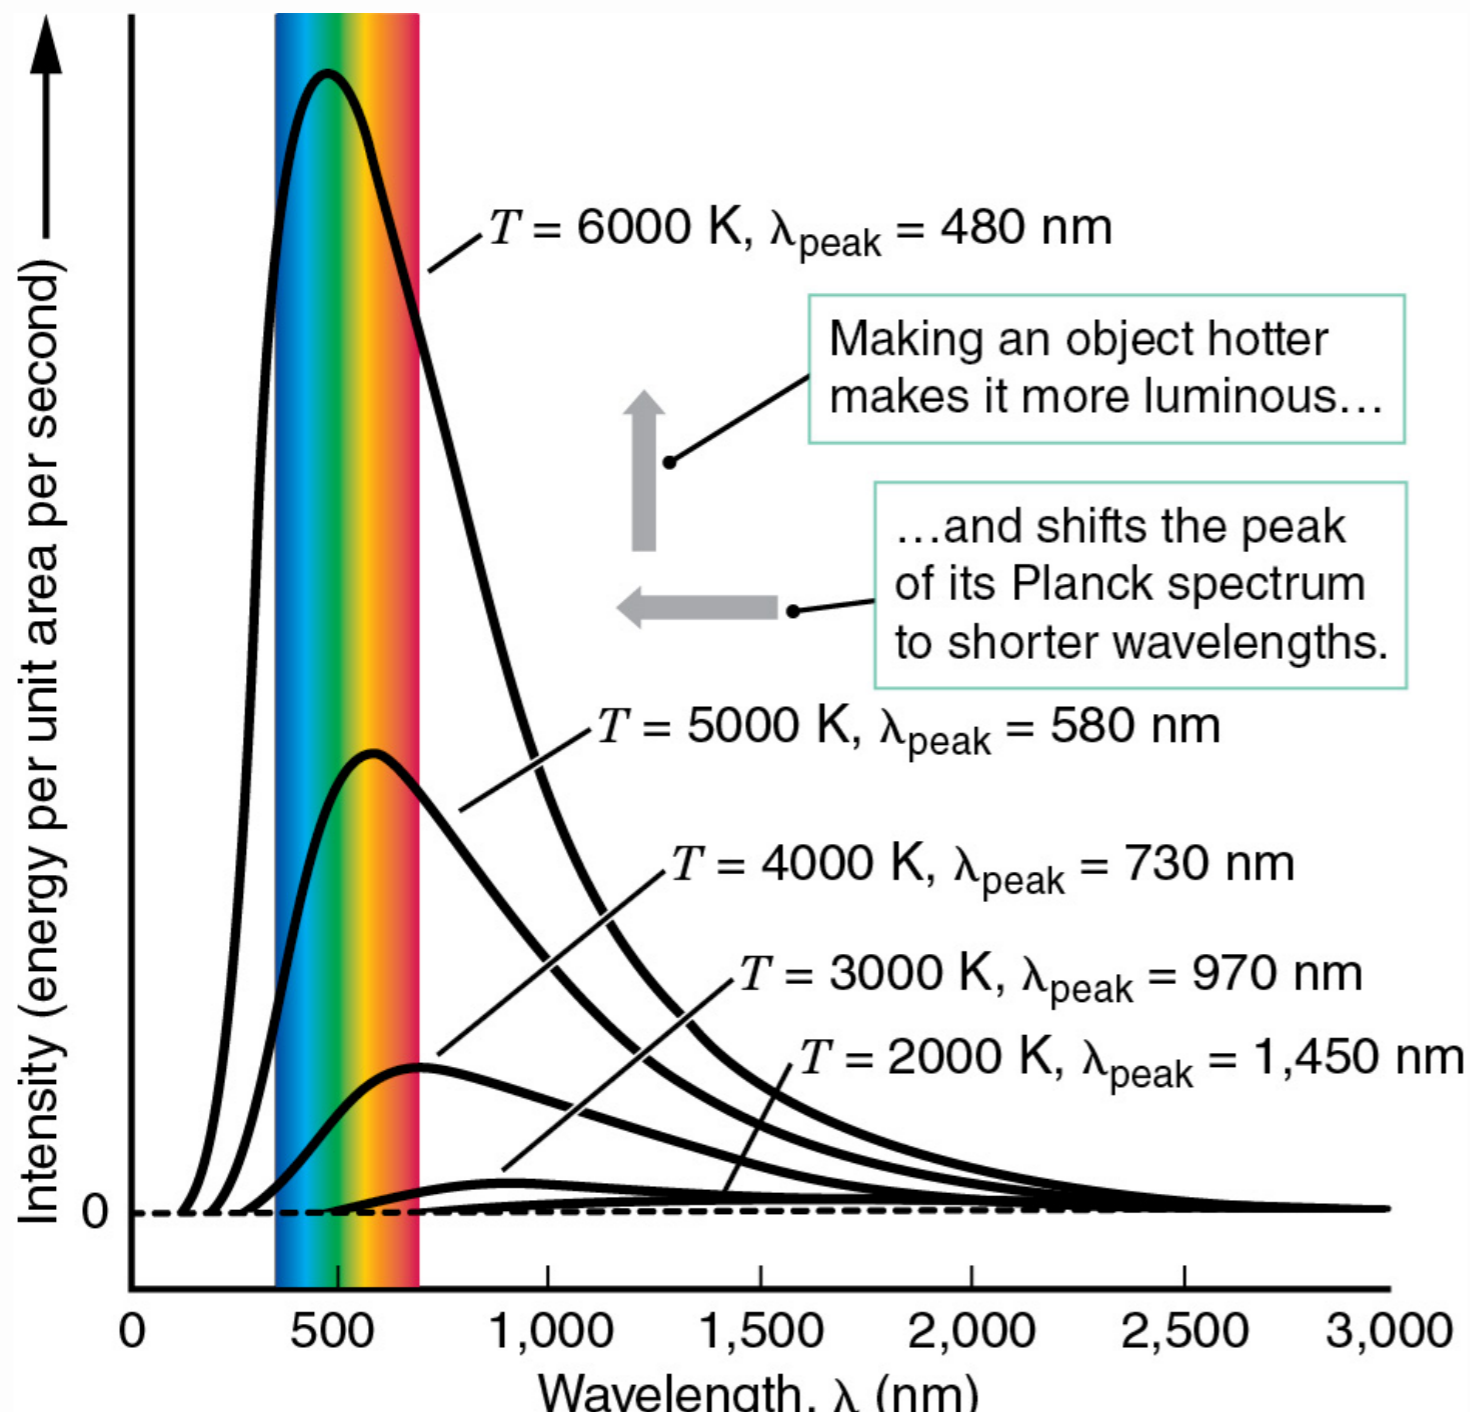 Intensity (energy per unit area per second)
T = 6000 K, λpeak = 480 nm
Making an object hotter
makes it more luminous…
…and shifts the peak
of its Planck spectrum
to shorter wavelengths.
T = 5000 K, λpeak = 580 nm
T = 4000 K, λpeak = 730 nm
T = 3000 K, λpeak = 970 nm
T = 2000 K, λpeak = 1,450 nm
0
0 500 1,000 1,500 2,000 2,500 3,000
Wavelength, λ (nm)